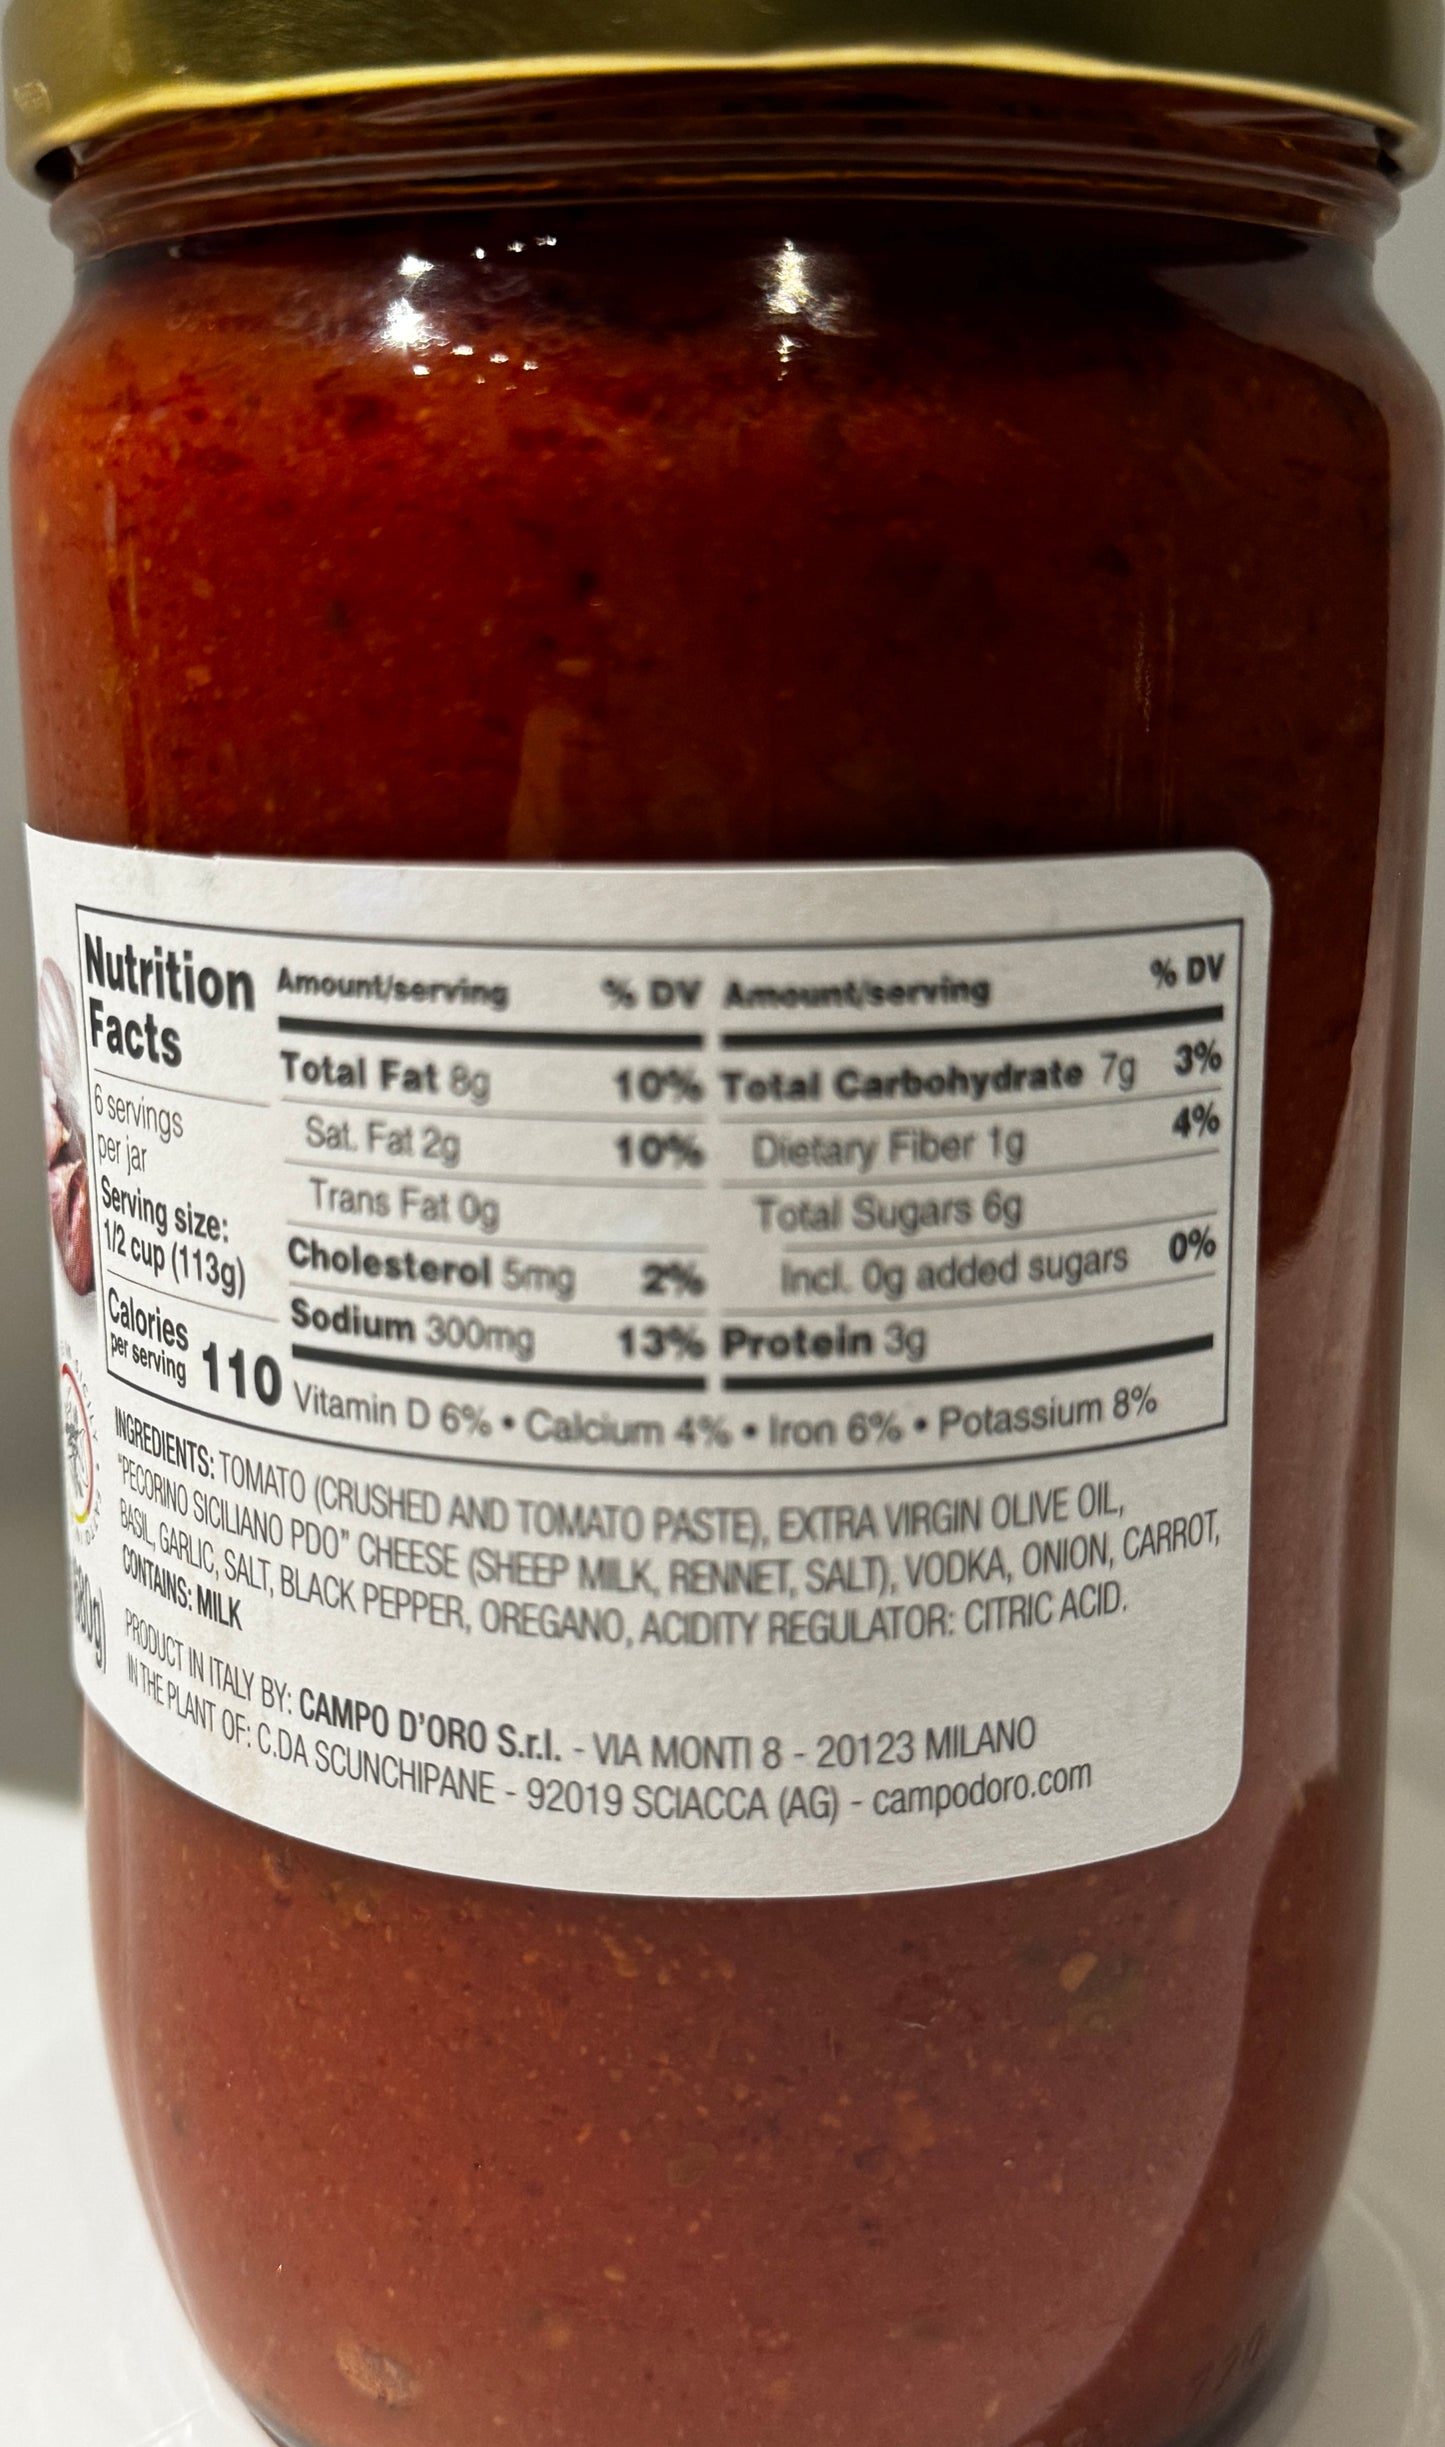 Nutrition
Facts
6 servings
per jar
Serving size:
1/2 cup (113g)
Calories
per serving 110
Amount/serving % DV
Total Fat 8g 10%
Sat. Fat 2g 10%
Trans Fat 0g
Cholesterol 5mg 2%
Sodium 300mg 13%
Amount/serving % DV
Total Carbohydrate 7g 3%
Dietary Fiber 1g 4%
Total Sugars 6g
Incl. 0g added sugars 0%
Protein 3g
Vitamin D 6% • Calcium 4% • Iron 6% • Potassium 8%
INGREDIENTS: TOMATO (CRUSHED AND TOMATO PASTE), EXTRA VIRGIN OLIVE OIL,
"PECORINO SICILIANO PDO" CHEESE (SHEEP MILK, RENNET, SALT), VODKA, ONION, CARROT,
BASIL, GARLIC, SALT, BLACK PEPPER, OREGANO, ACIDITY REGULATOR: CITRIC ACID.
CONTAINS: MILK
PRODUCT IN ITALY BY: CAMPO D'ORO S.r.l. - VIA MONTI 8 - 20123 MILANO
IN THE PLANT OF: C.DA SCUNCHIPANE - 92019 SCIACCA (AG) - campodoro.com